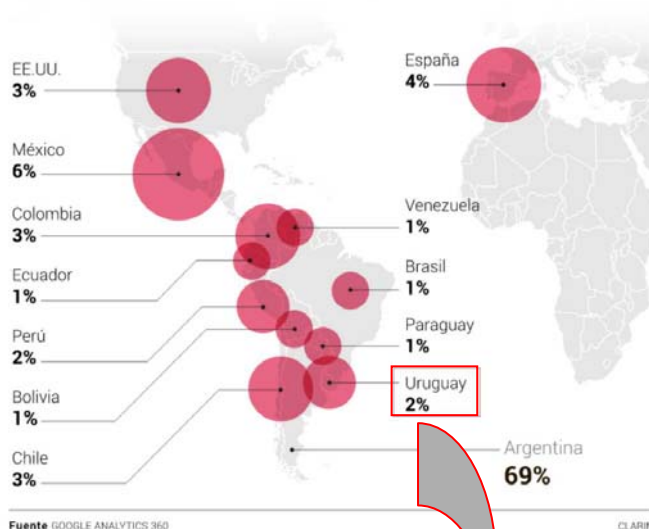 EE.UU.
3%
México
6%
Colombia
3%
Ecuador
1%
Perú
2%
Bolivia
1%
Chile
3%
España
4%
Venezuela
1%
Brasil
1%
Paraguay
1%
Uruguay
2%
Argentina
69%
Fuente GOOGLE ANALYTICS 360
CLARIN